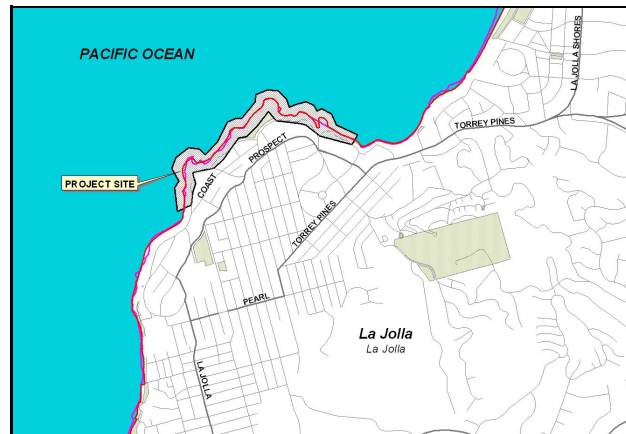 PACIFIC OCEAN
LA JOLLA SHORES
TORREY PINES
PROSPECT
PROJECT SITE
COAST
TORREY PINES
PEARL
La Jolla
La Jolla
LA JOLLA